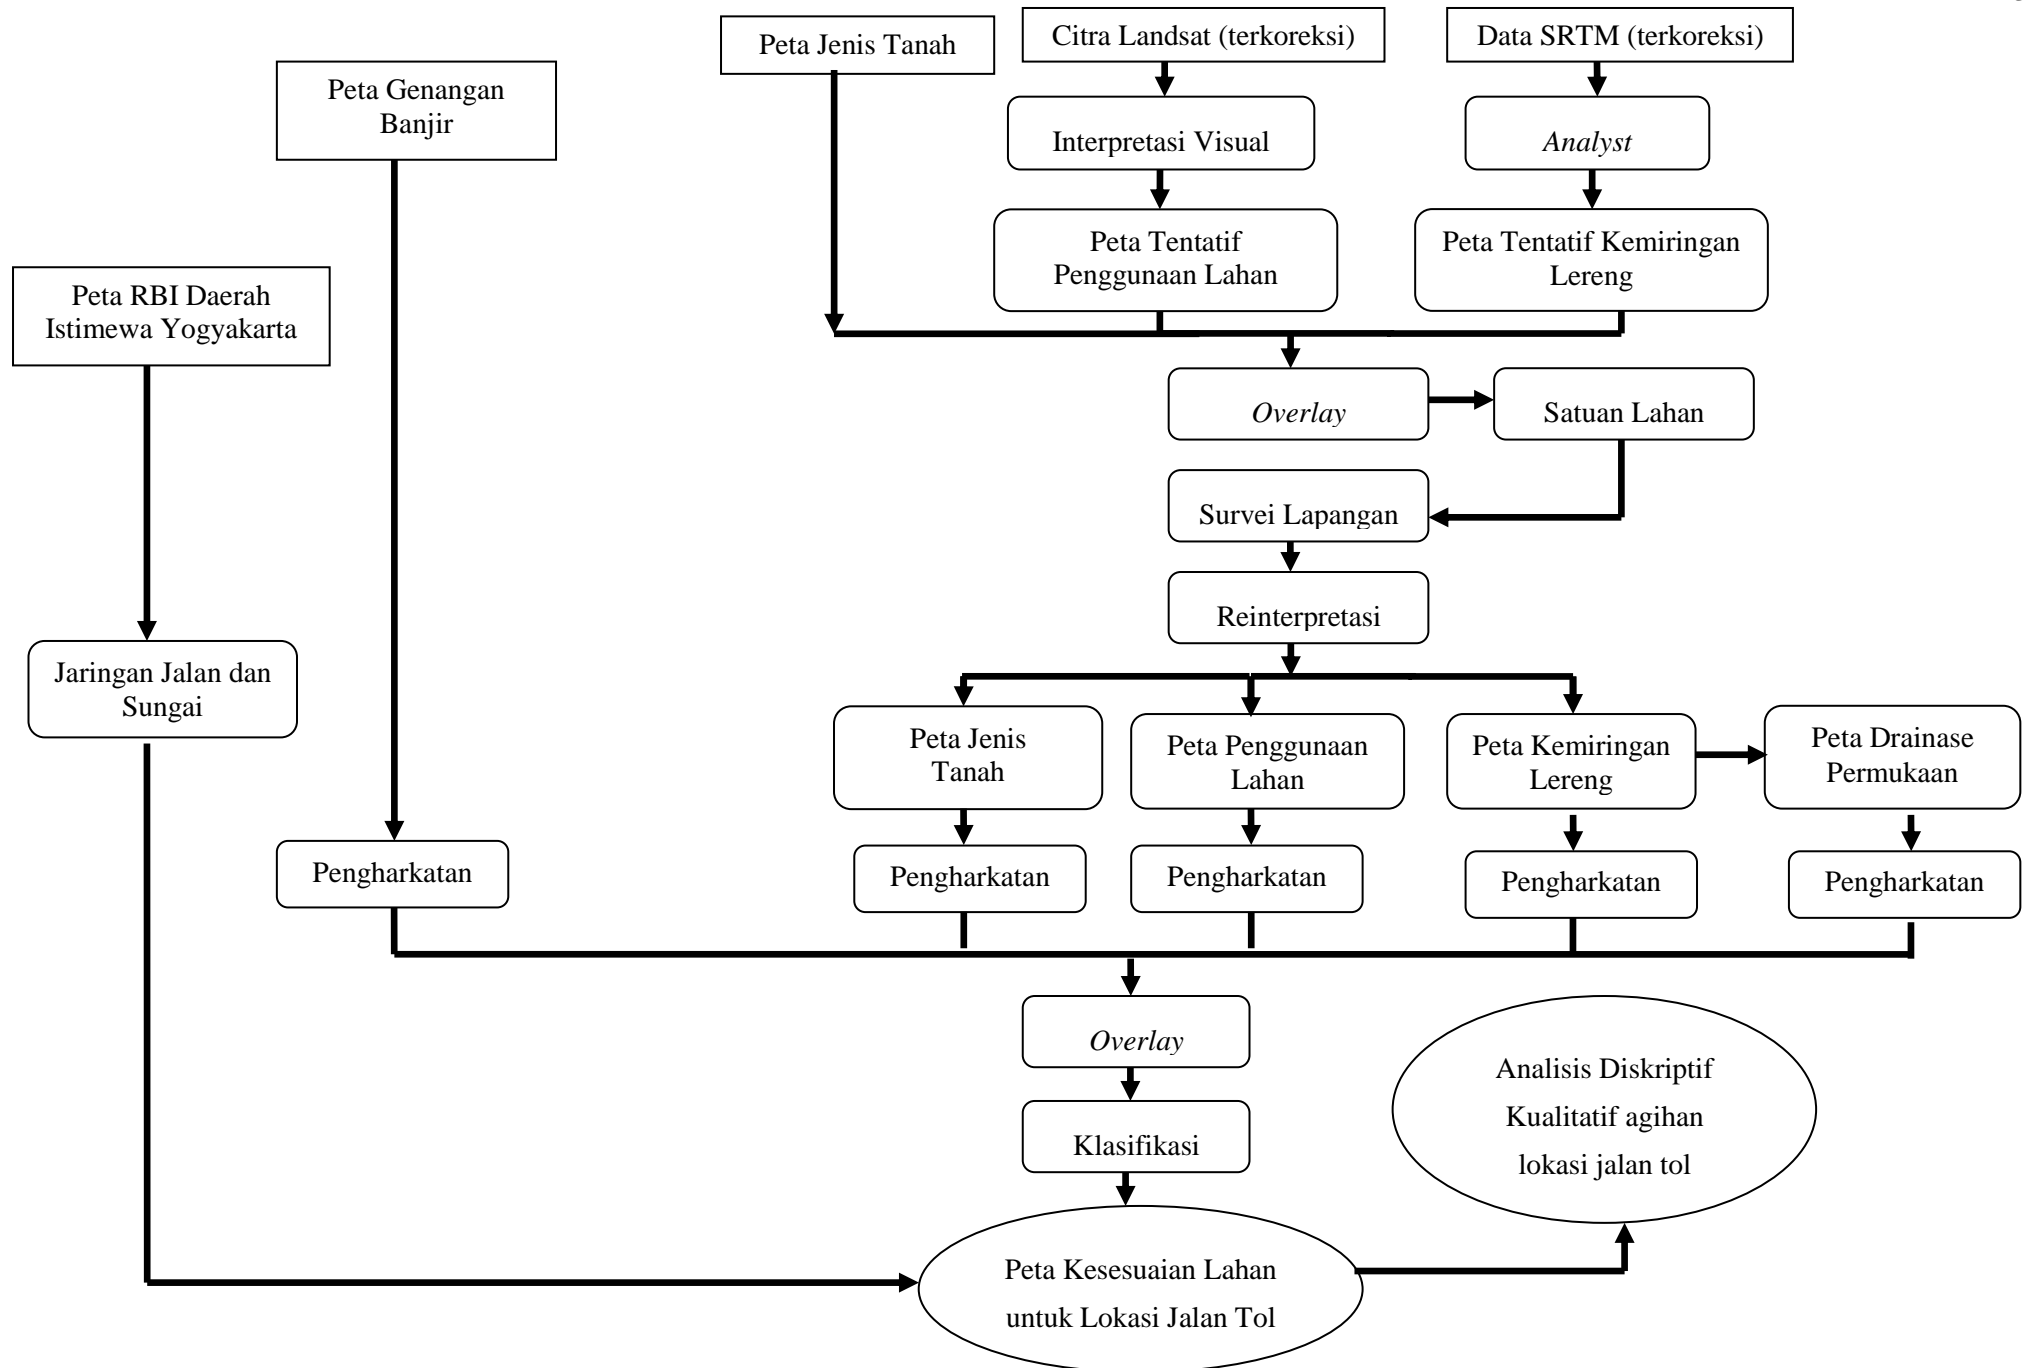 Peta Jenis Tanah
Citra Landsat (terkoreksi)
Data SRTM (terkoreksi)
Peta Genangan
Banjir
Interpretasi Visual
Analyst
Peta Tentatif
Penggunaan Lahan
Peta Tentatif Kemiringan
Lereng
Peta RBI Daerah
Istimewa Yogyakarta
Overlay
Satuan Lahan
Survei Lapangan
Reinterpretasi
Jaringan Jalan dan
Sungai
Peta Jenis
Tanah
Peta Penggunaan
Lahan
Peta Kemiringan
Lereng
Peta Drainase
Permukaan
Pengharkatan
Pengharkatan
Pengharkatan
Pengharkatan
Pengharkatan
Overlay
Klasifikasi
Analisis Diskriptif
Kualitatif agihan
lokasi jalan tol
Peta Kesesuaian Lahan
untuk Lokasi Jalan Tol